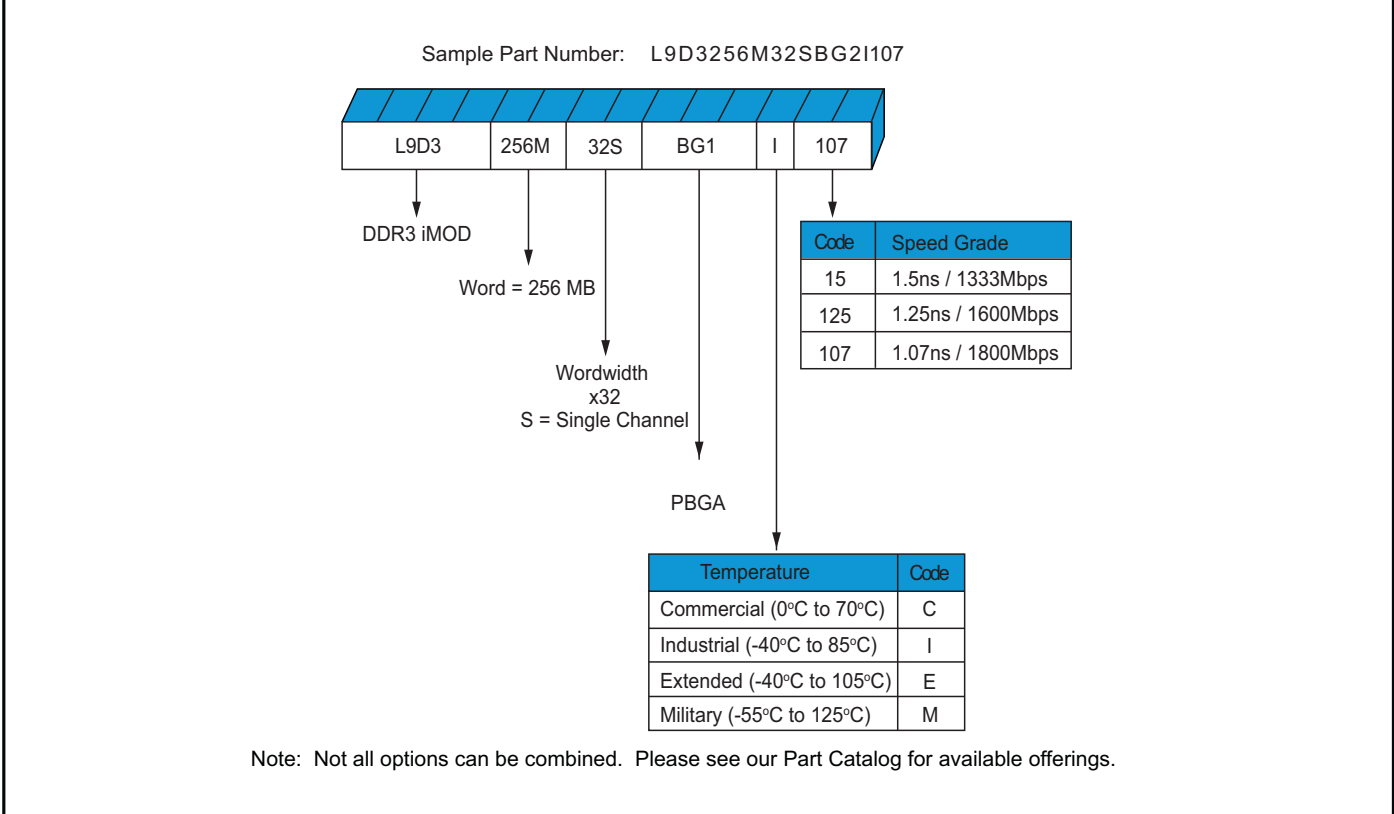 Sample Part Number: L9D3256M32SBG2I107
L9D3 256M 32S BG1 I 107
DDR3 iMOD
Word = 256 MB
Wordwidth
x32
S = Single Channel
PBGA
Code Speed Grade
15 1.5ns / 1333Mbps
125 1.25ns / 1600Mbps
107 1.07ns / 1800Mbps
Temperature Code
Commercial (0°C to 70°C) C
Industrial (-40°C to 85°C) I
Extended (-40°C to 105°C) E
Military (-55°C to 125°C) M
Note: Not all options can be combined. Please see our Part Catalog for available offerings.